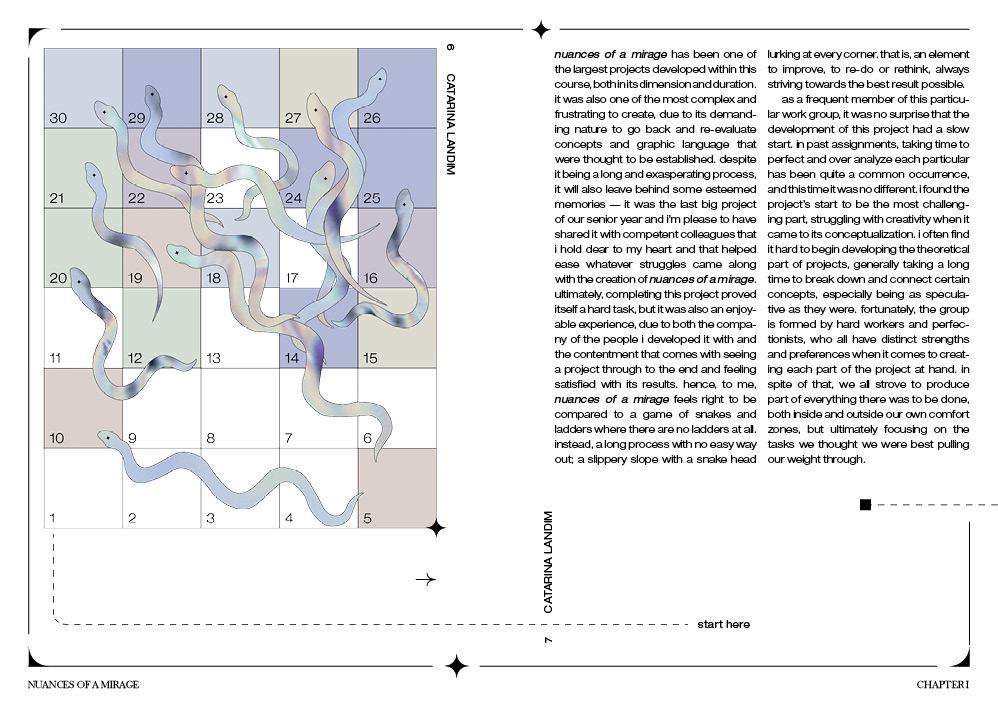 30 29 28 27 26
21 22 23 24 25
20 19 18 17 16
11 12 13 14 15
10 9 8 7 6
1 2 3 4 5
6 CATARINA LANDIM
nuances of a mirage has been one of
the largest projects developed within this
course, both in its dimension and duration.
it was also one of the most complex and
frustrating to create, due to its demand-
ing nature to go back and re-evaluate
concepts and graphic language that
were thought to be established. despite
it being a long and exasperating process,
it will also leave behind some esteemed
memories — it was the last big project
of our senior year and i'm please to have
shared it with competent colleagues that
i hold dear to my heart and that helped
ease whatever struggles came along
with the creation of nuances of a mirage.
ultimately, completing this project proved
itself a hard task, but it was also an enjoy-
able experience, due to both the compa-
ny of the people i developed it with and
the contentment that comes with seeing
a project through to the end and feeling
satisfied with its results. hence, to me,
nuances of a mirage feels right to be
compared to a game of snakes and
ladders where there are no ladders at all.
instead, a long process with no easy way
out; a slippery slope with a snake head
lurking at every corner. that is, an element
to improve, to re-do or rethink, always
striving towards the best result possible.
as a frequent member of this particu-
lar work group, it was no surprise that the
development of this project had a slow
start. in past assignments, taking time to
perfect and over analyze each particular
has been quite a common occurrence,
and this time it was no different. i found the
project's start to be the most challeng-
ing part, struggling with creativity when it
came to its conceptualization. i often find
it hard to begin developing the theoretical
part of projects, generally taking a long
time to break down and connect certain
concepts, especially being as specula-
tive as they were. fortunately, the group
is formed by hard workers and perfec-
tionists, who all have distinct strengths
and preferences when it comes to creat-
ing each part of the project at hand. in
spite of that, we all strove to produce
part of everything there was to be done,
both inside and outside our own comfort
zones, but ultimately focusing on the
tasks we thought we were best pulling
our weight through.
7 CATARINA LANDIM
start here
NUANCES OF A MIRAGE
CHAPTER I